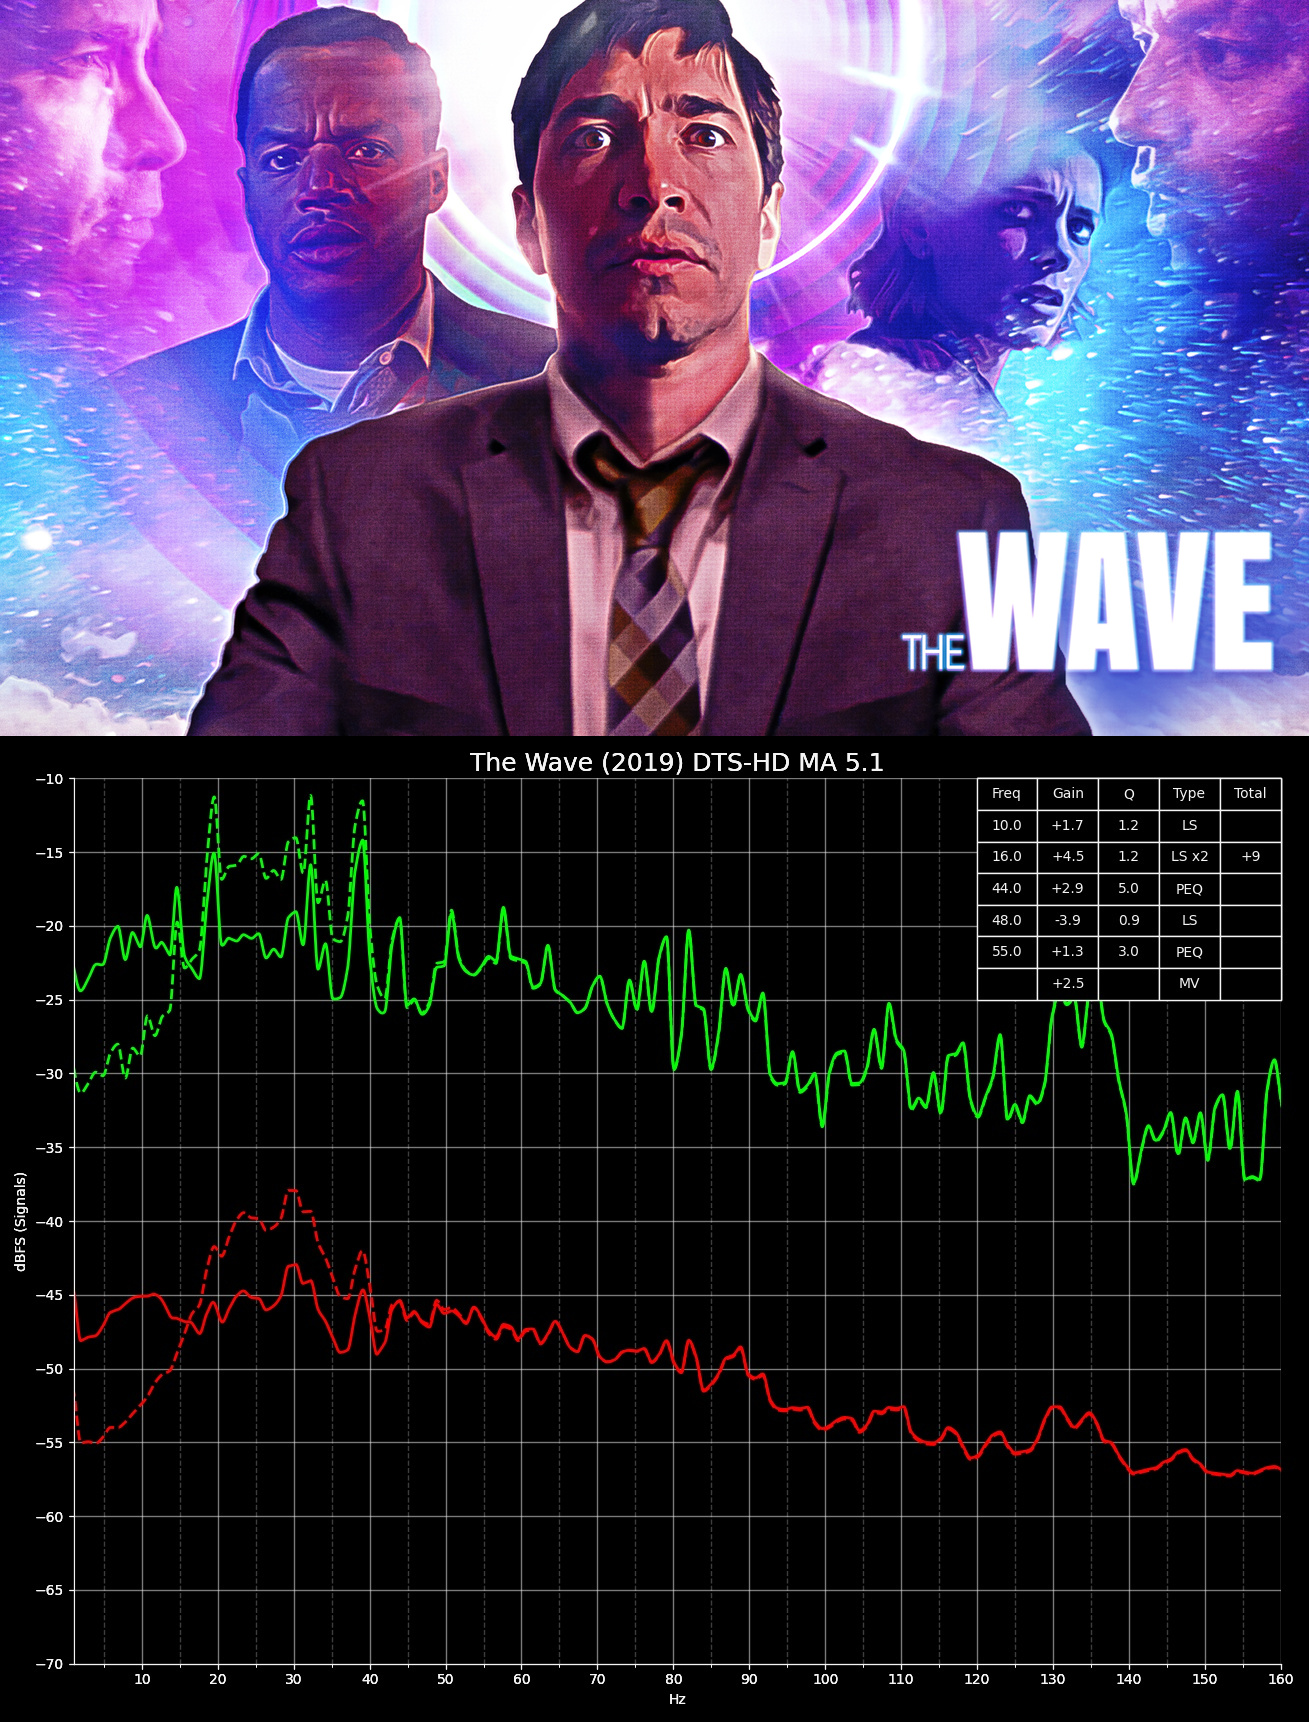 THE WAVE
The Wave (2019) DTS-HD MA 5.1
Freq Gain Q Type Total
10.0 +1.7 1.2 LS
16.0 +4.5 1.2 LS x2 +9
44.0 +2.9 5.0 PEQ
48.0 -3.9 0.9 LS
55.0 +1.3 3.0 PEQ
+2.5 MV
−10
−15
−20
−25
−30
−35
−40
−45
−50
−55
−60
−65
−70
dBFS (Signals)
10 20 30 40 50 60 70 80 90 100 110 120 130 140 150 160
Hz